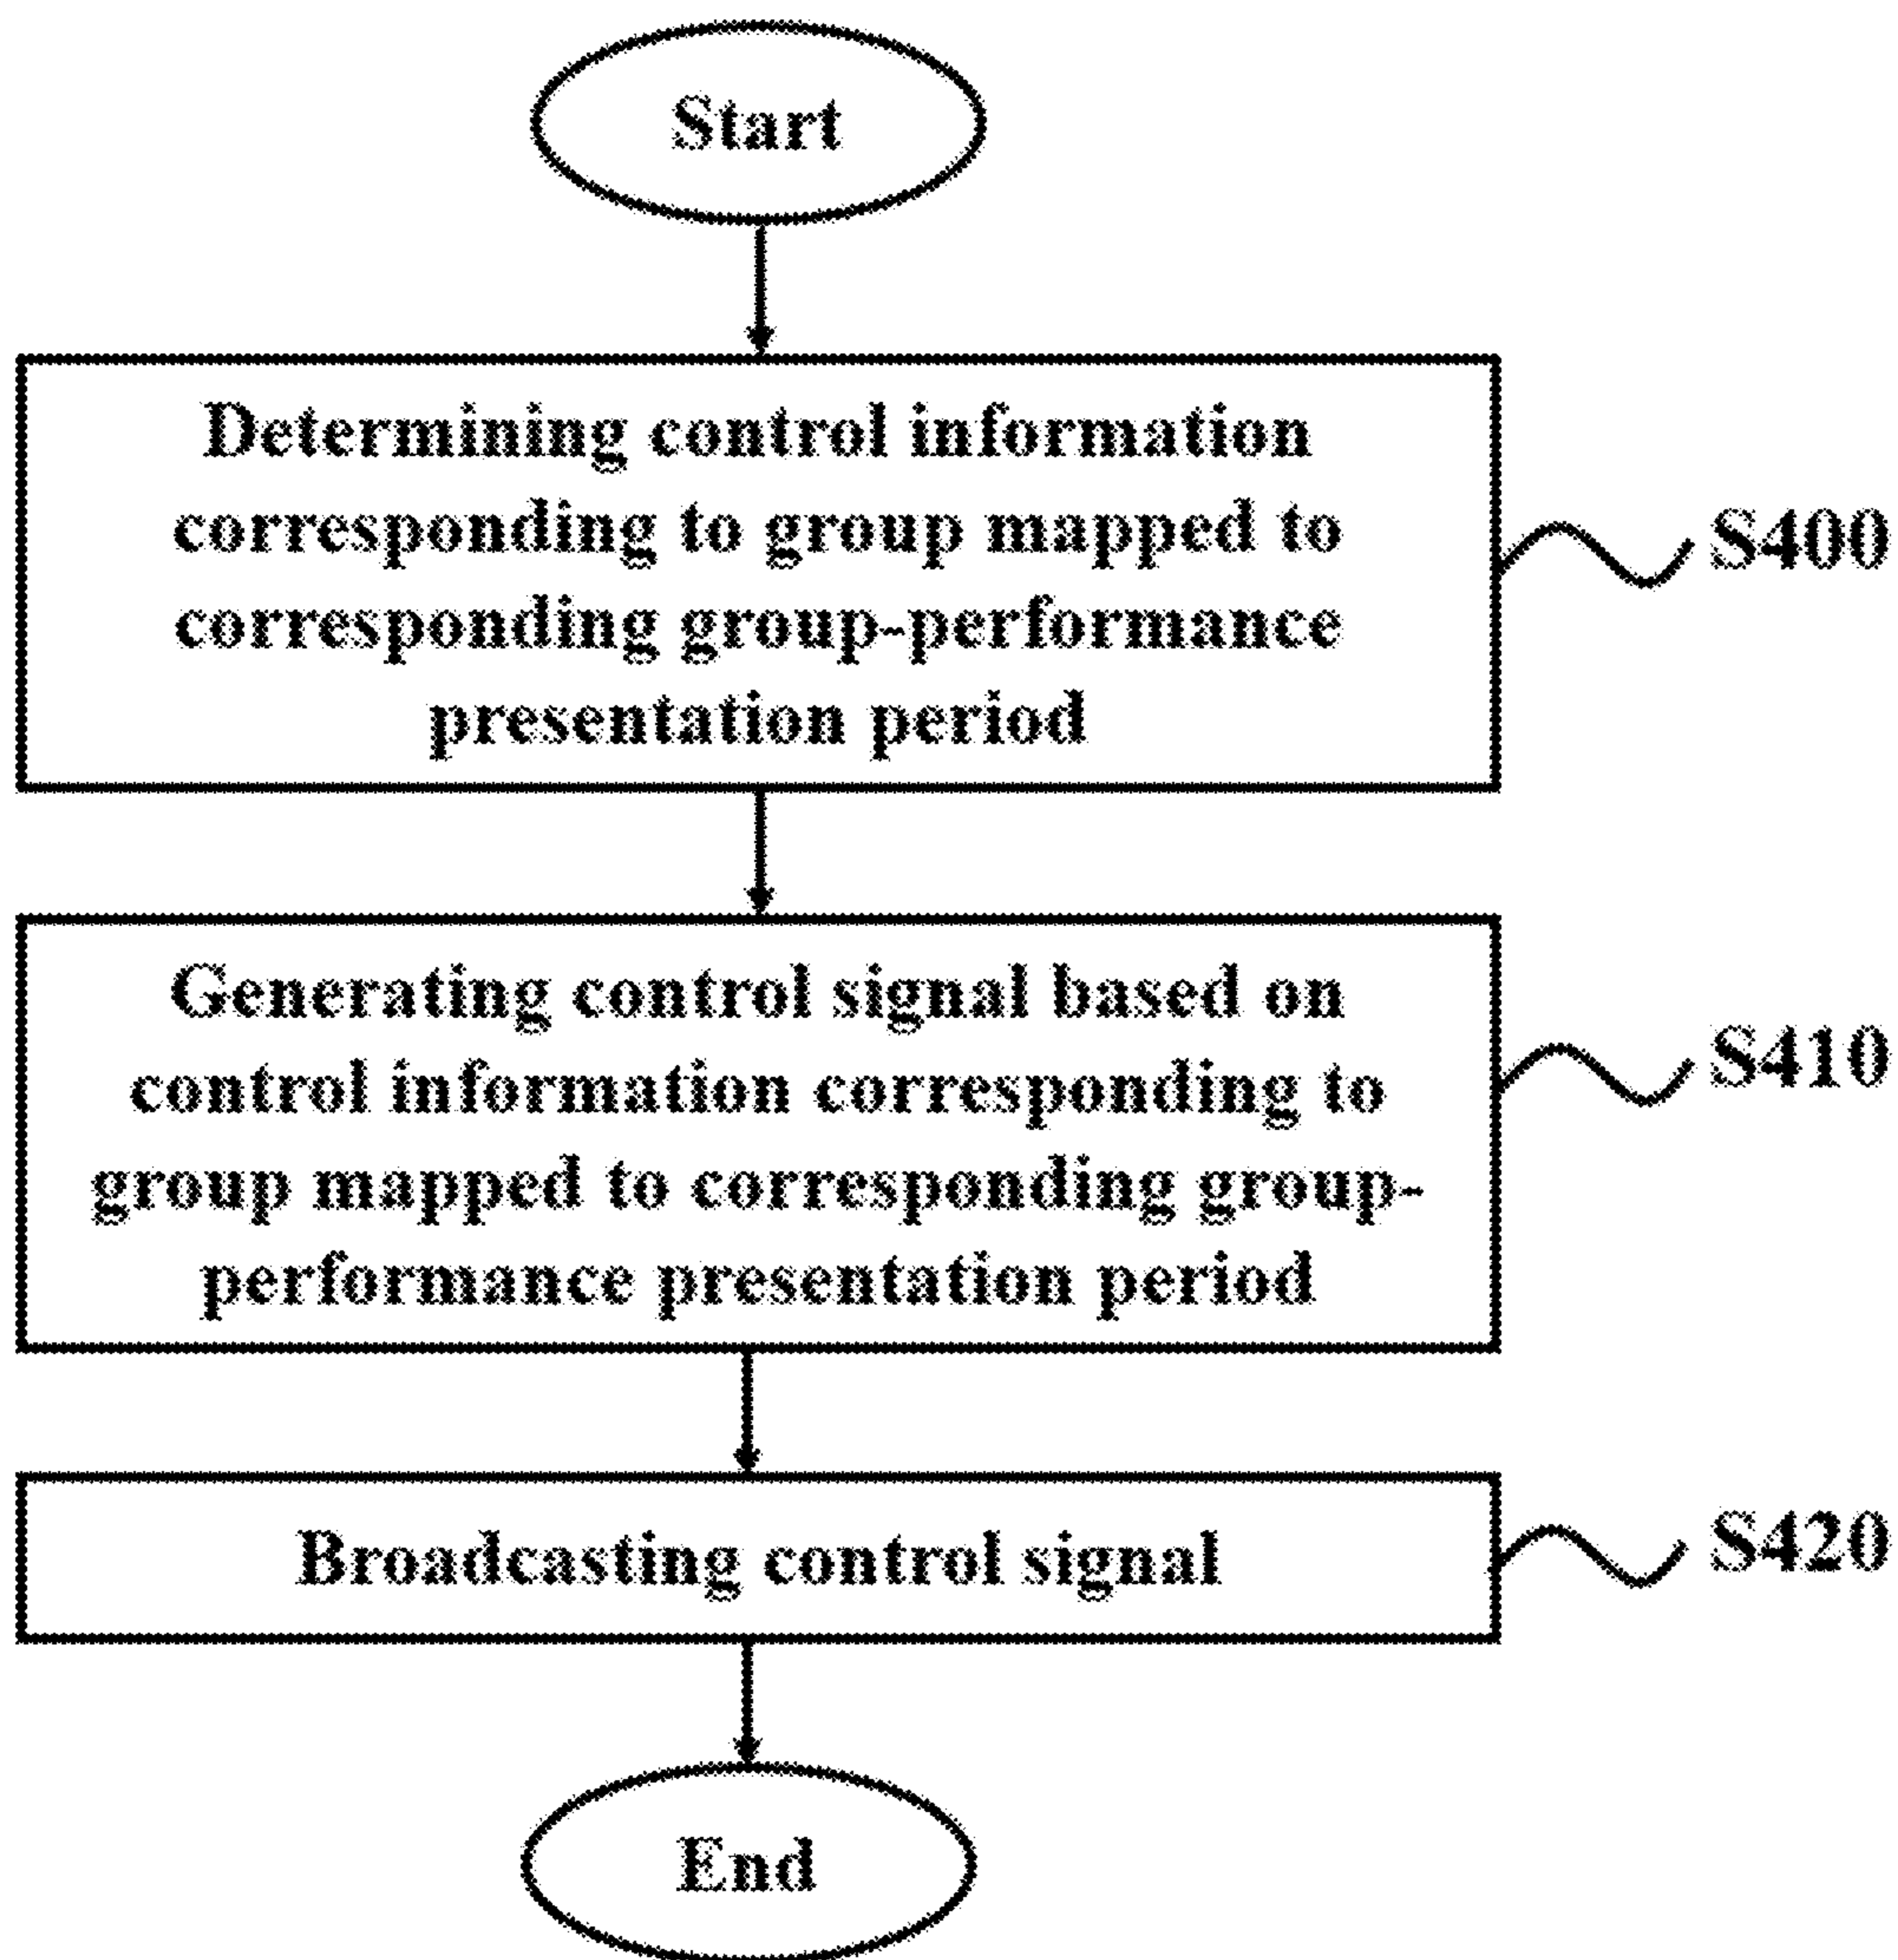 Start
Determining control information
corresponding to group mapped to
corresponding group-performance
presentation period
S400
Generating control signal based on
control information corresponding to
group mapped to corresponding group-
performance presentation period
S410
Broadcasting control signal
S420
End